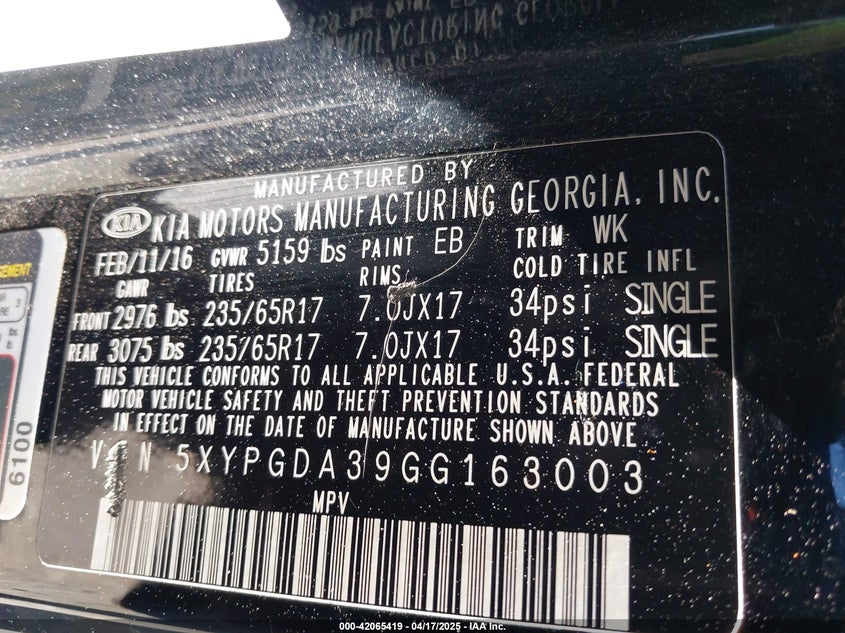 MANUFACTURED BY
KIA KIA MOTORS MANUFACTURING GEORGIA, INC.
FEB/11/16 GVWR 5159 lbs PAINT EB TRIM WK
GAWR TIRES RIMS COLD TIRE INFL
FRONT 2976 lbs 235/65R17 7.0JX17 34psi SINGLE
REAR 3075 lbs 235/65R17 7.0JX17 34psi SINGLE
THIS VEHICLE CONFORMS TO ALL APPLICABLE U.S.A. FEDERAL
MOTOR VEHICLE SAFETY AND THEFT PREVENTION STANDARDS
IN EFFECT ON THE DATE OF MANUFACTURE SHOWN ABOVE
V N 5XYPGDA39GG163003
MPV
6100
000-42065419 - 04/17/2025 - IAA Inc.